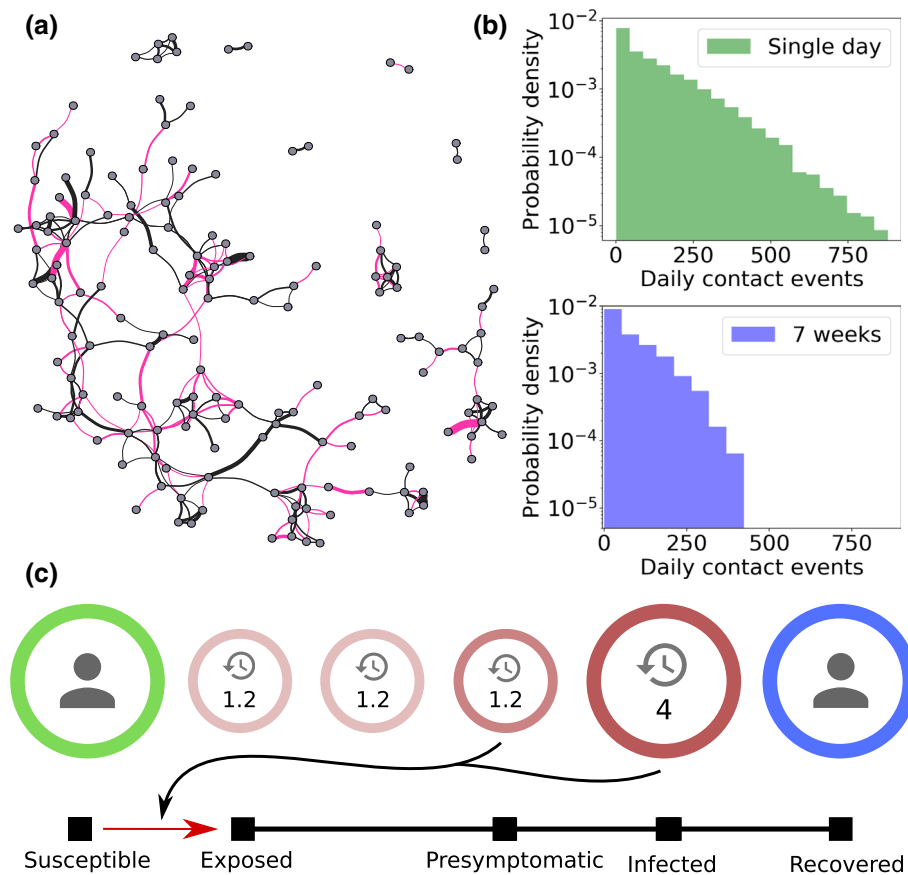 (a)
(b)
10⁻²
10⁻³
10⁻⁴
10⁻⁵
Probability density
Single day
0 250 500 750
Daily contact events
10⁻²
10⁻³
10⁻⁴
10⁻⁵
Probability density
7 weeks
0 250 500 750
Daily contact events
(c)
1.2 1.2 1.2 4
Susceptible Exposed Presymptomatic Infected Recovered